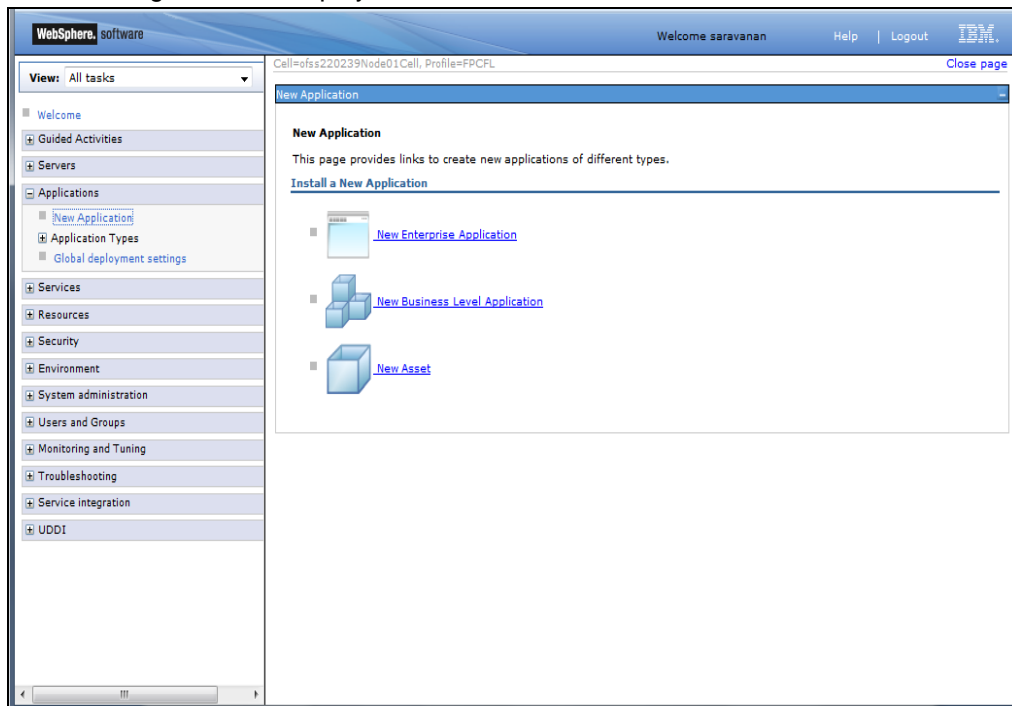 WebSphere. software
Welcome saravanan Help | Logout IBM.
View: All tasks
Cell=ofss220239Node01Cell, Profile=FPCFL Close page
New Application
Welcome
Guided Activities
Servers
Applications
New Application
Application Types
Global deployment settings
Services
Resources
Security
Environment
System administration
Users and Groups
Monitoring and Tuning
Troubleshooting
Service integration
UDDI
New Application
This page provides links to create new applications of different types.
Install a New Application
New Enterprise Application
New Business Level Application
New Asset